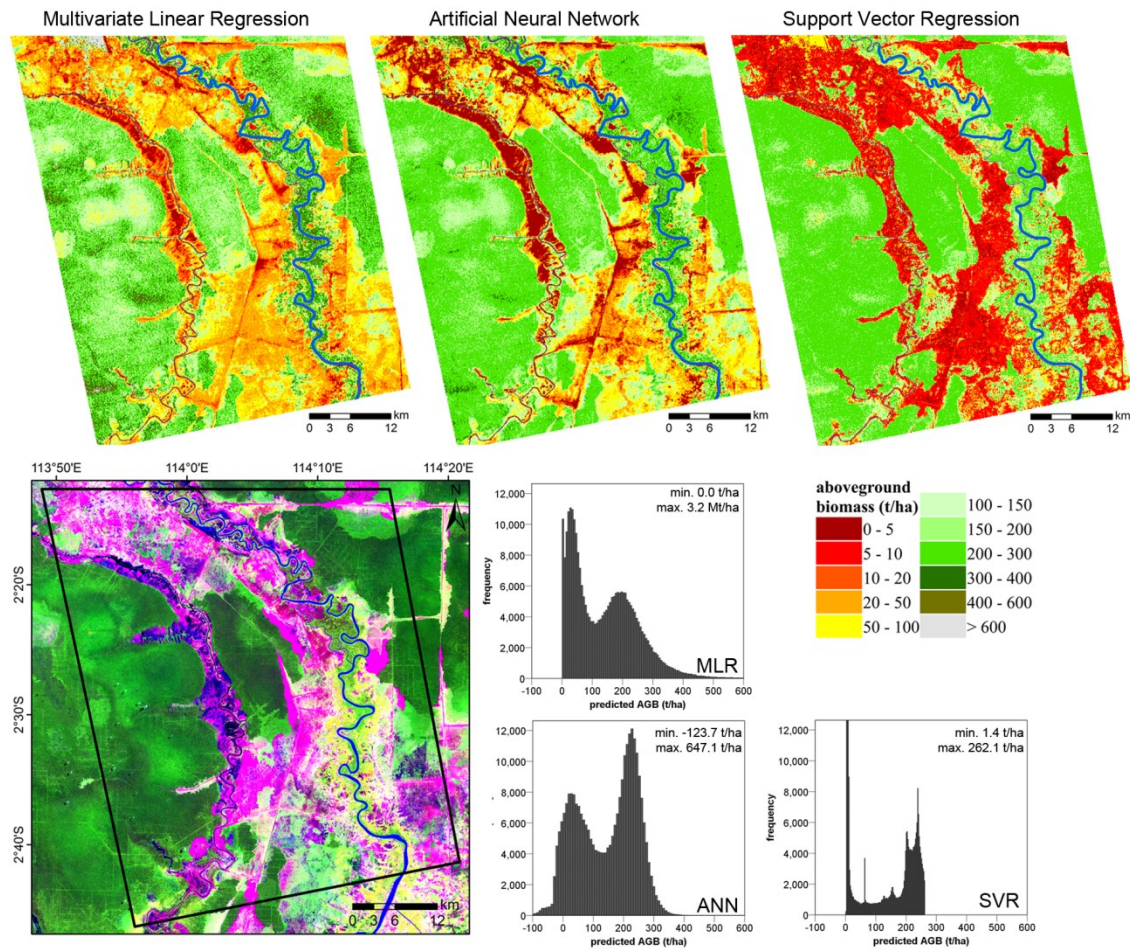 Multivariate Linear Regression
Artificial Neural Network
Support Vector Regression
km
0 3 6 12
km
0 3 6 12
km
0 3 6 12
113°50'E 114°0'E 114°10'E 114°20'E
N
2°20'S
2°30'S
2°40'S
km
0 3 6 12
min. 0.0 t/ha
max. 3.2 Mt/ha
12,000
10,000
8,000
6,000
4,000
2,000
0
frequency
MLR
-100 0 100 200 300 400 500 600
predicted AGB (t/ha)
aboveground
biomass (t/ha)
0 - 5
5 - 10
10 - 20
20 - 50
50 - 100
100 - 150
150 - 200
200 - 300
300 - 400
400 - 600
> 600
min. -123.7 t/ha
max. 647.1 t/ha
12,000
10,000
8,000
6,000
4,000
2,000
0
frequency
ANN
-100 0 100 200 300 400 500 600
predicted AGB (t/ha)
min. 1.4 t/ha
max. 262.1 t/ha
12,000
10,000
8,000
6,000
4,000
2,000
0
frequency
SVR
-100 0 100 200 300 400 500 600
predicted AGB (t/ha)